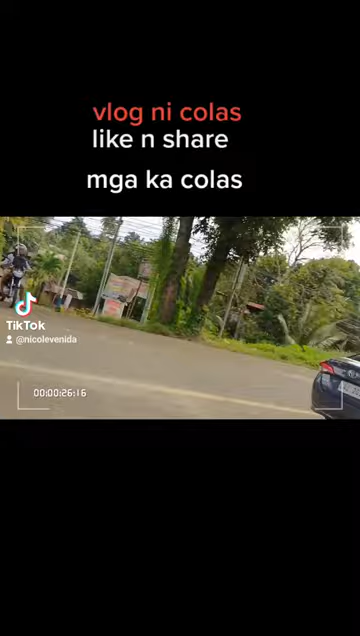 vlog ni colas
like n share
mga ka colas
TikTok
@nicolevenida
00:00:26:16